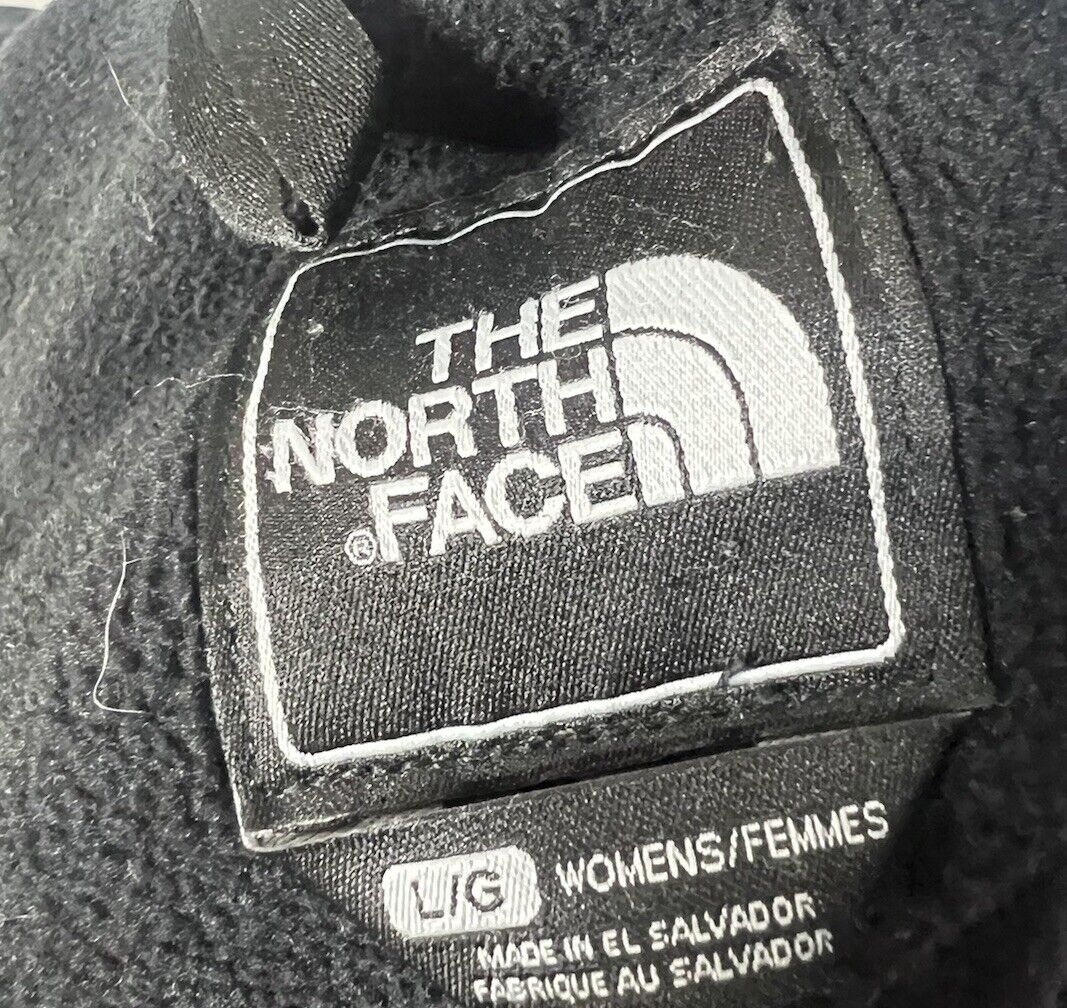 THE
NORTH
®FACE
L/G WOMENS/FEMMES
MADE IN EL SALVADOR
FABRIQUE AU SALVADOR